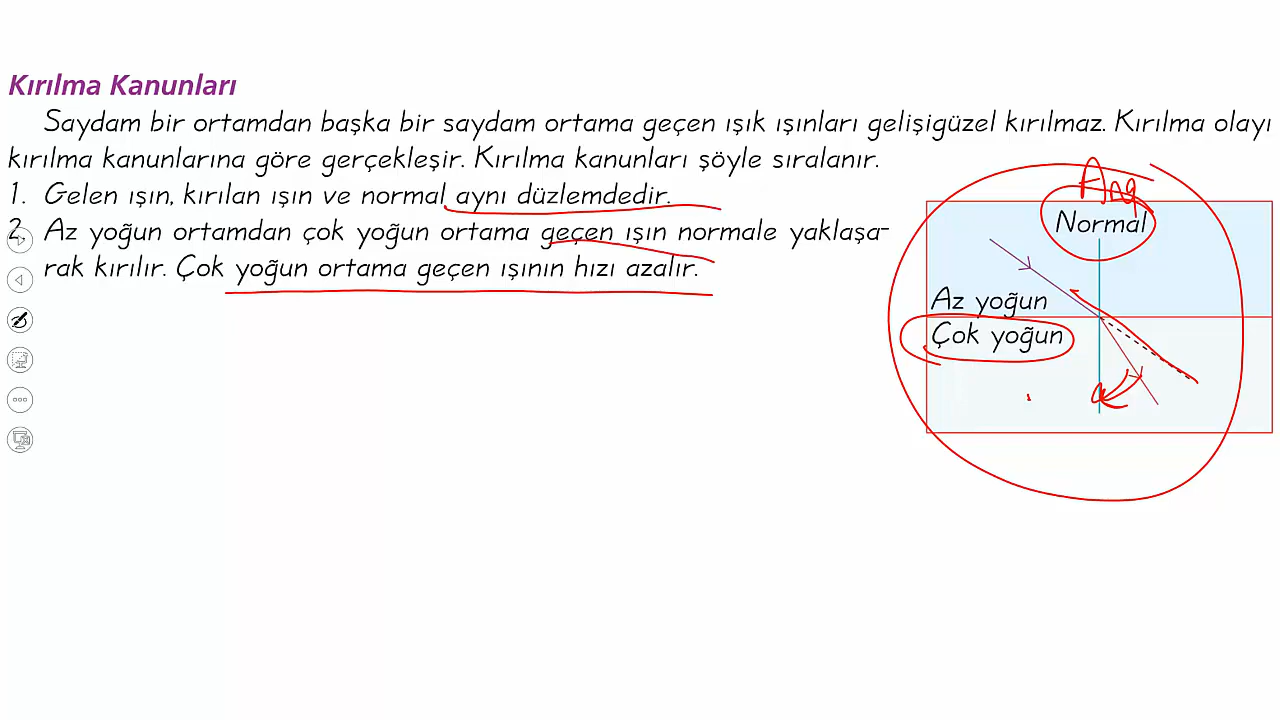 Kırılma Kanunları
Saydam bir ortamdan başka bir saydam ortama geçen ışık ışınları gelişigüzel kırılmaz. Kırılma olayı
kırılma kanunlarına göre gerçekleşir. Kırılma kanunları şöyle sıralanır.
1. Gelen ışın, kırılan ışın ve normal aynı düzlemdedir.
2. Az yoğun ortamdan çok yoğun ortama geçen ışın normale yaklaşa-
rak kırılır. Çok yoğun ortama geçen ışının hızı azalır.
Ang
Normal
Az yoğun
Çok yoğun